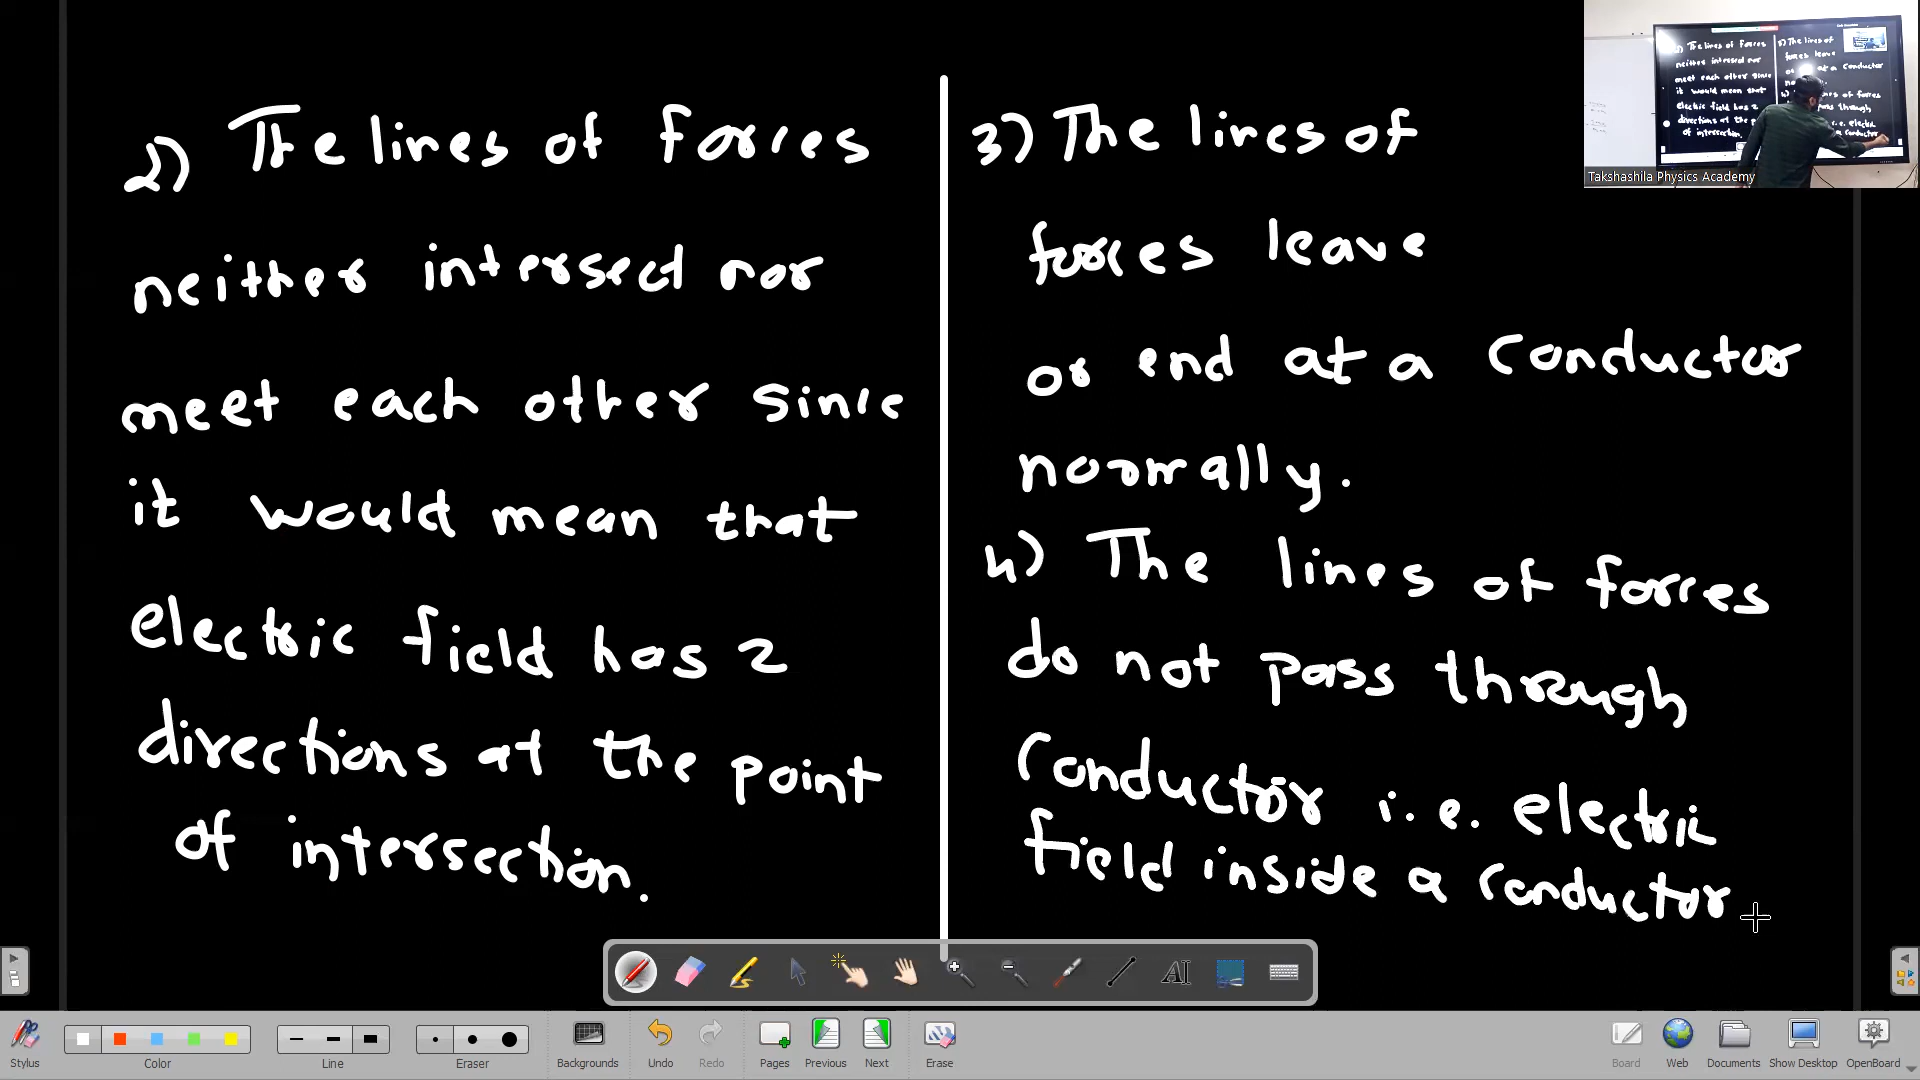 2) The lines of forces
neither intersect nor
meet each other since
it would mean that
electric field has 2
directions at the point
of intersection.
3) The lines of
forces leave
or end at a conductor
normally.
4) The lines of forces
do not pass through
Conductor i.e. electric
field inside a conductor
Takshashila Physics Academy
Stylus
Color
Line
Eraser
Backgrounds
Undo
Redo
Pages
Previous
Next
Erase
Board
Web
Documents
Show Desktop
OpenBoard